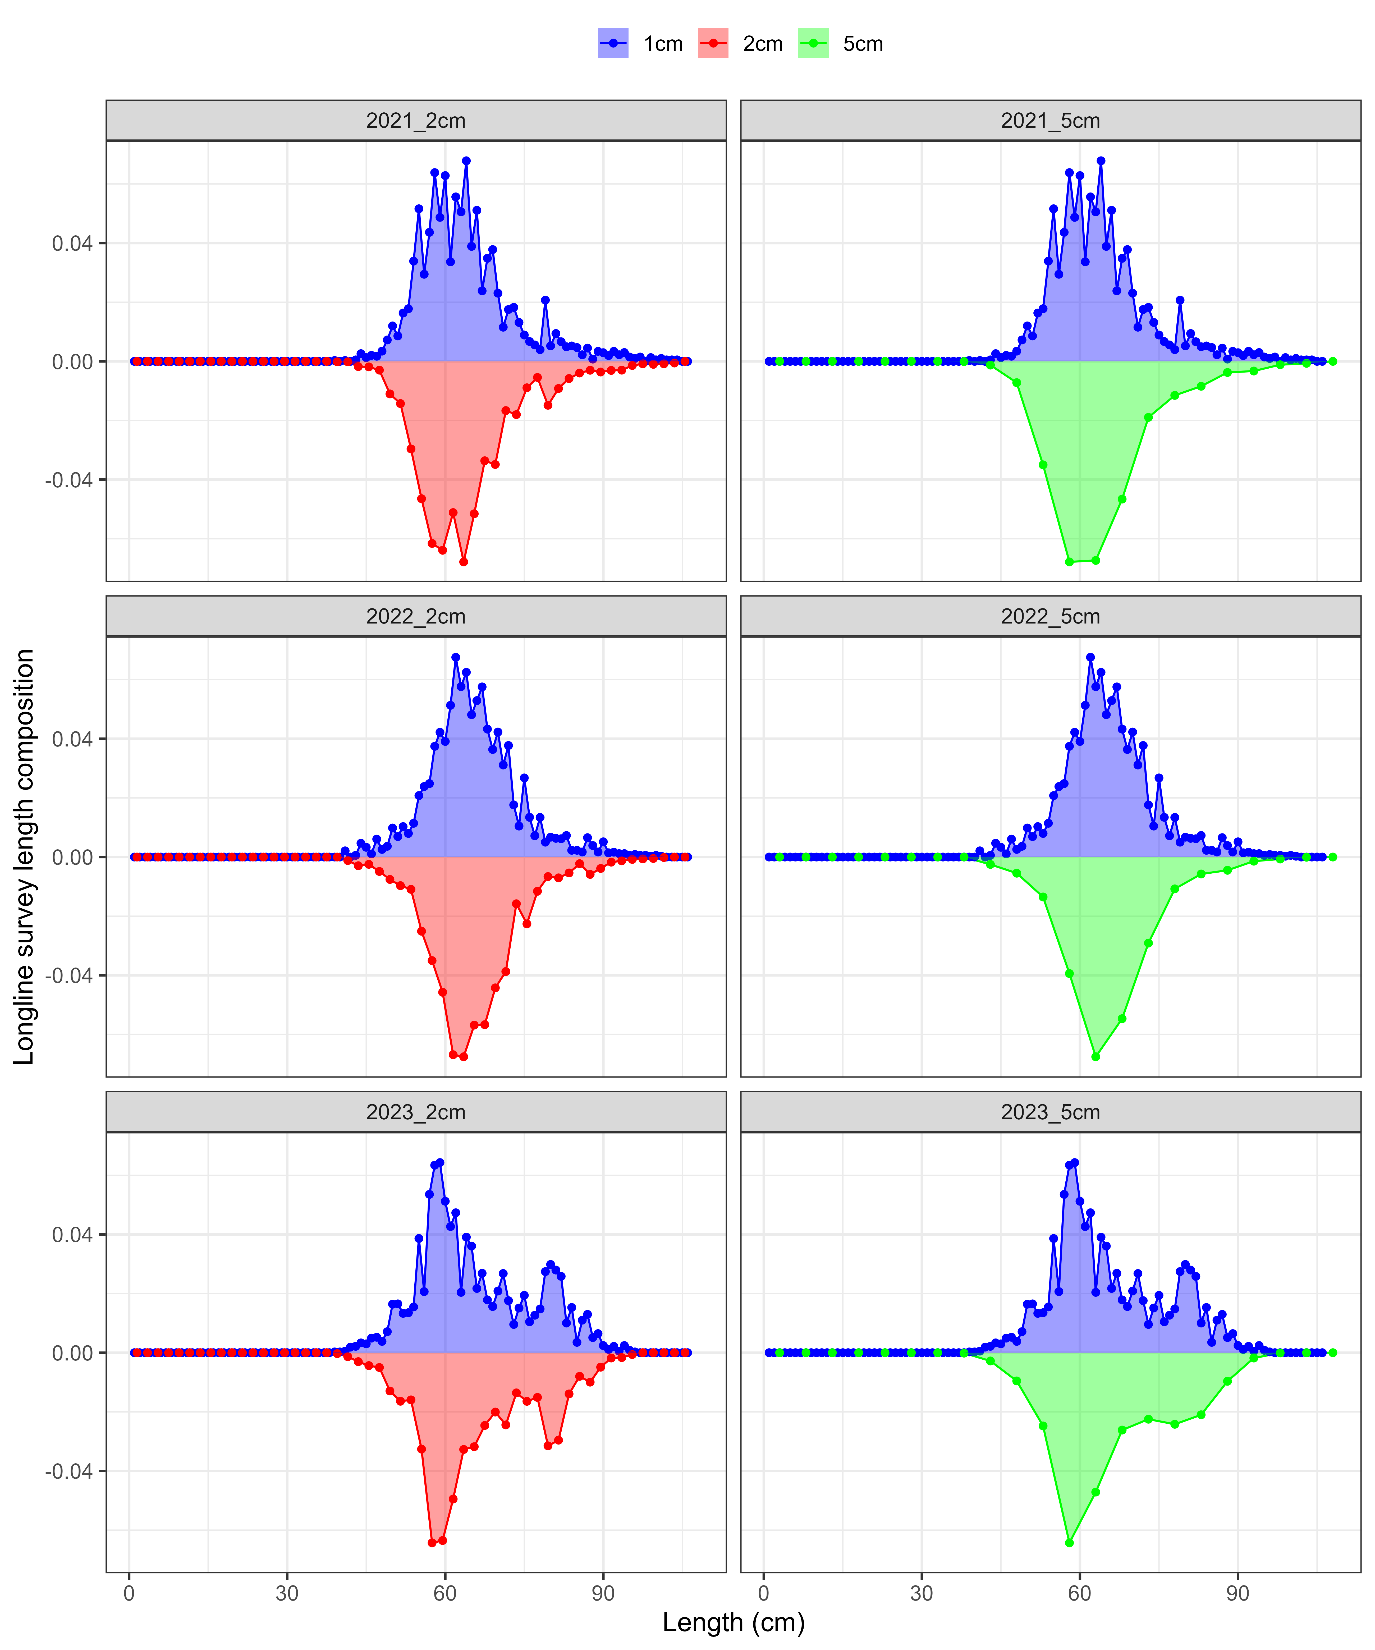 1cm 2cm 5cm
2021_2cm 2021_5cm
0.04
0.00
-0.04
2022_2cm 2022_5cm
0.04
0.00
-0.04
Longline survey length composition
2023_2cm 2023_5cm
0.04
0.00
-0.04
0 30 60 90 0 30 60 90
Length (cm)